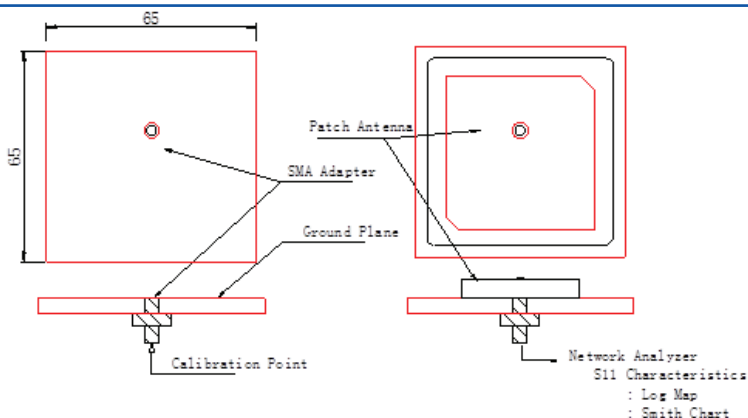 65
65
Patch Antenna
SMA Adapter
Ground Plane
Calibration Point
Network Analyzer
S11 Characteristics
: Log Map
: Smith Chart